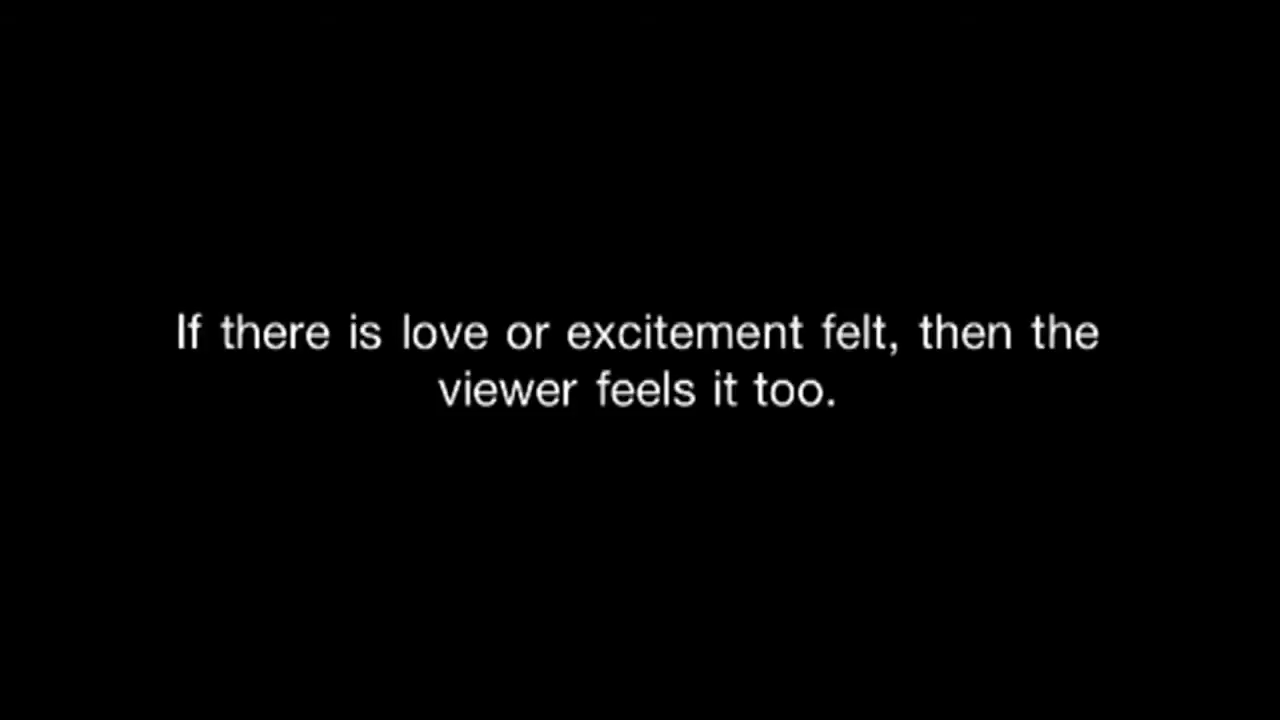 If there is love or excitement felt, then the
viewer feels it too.